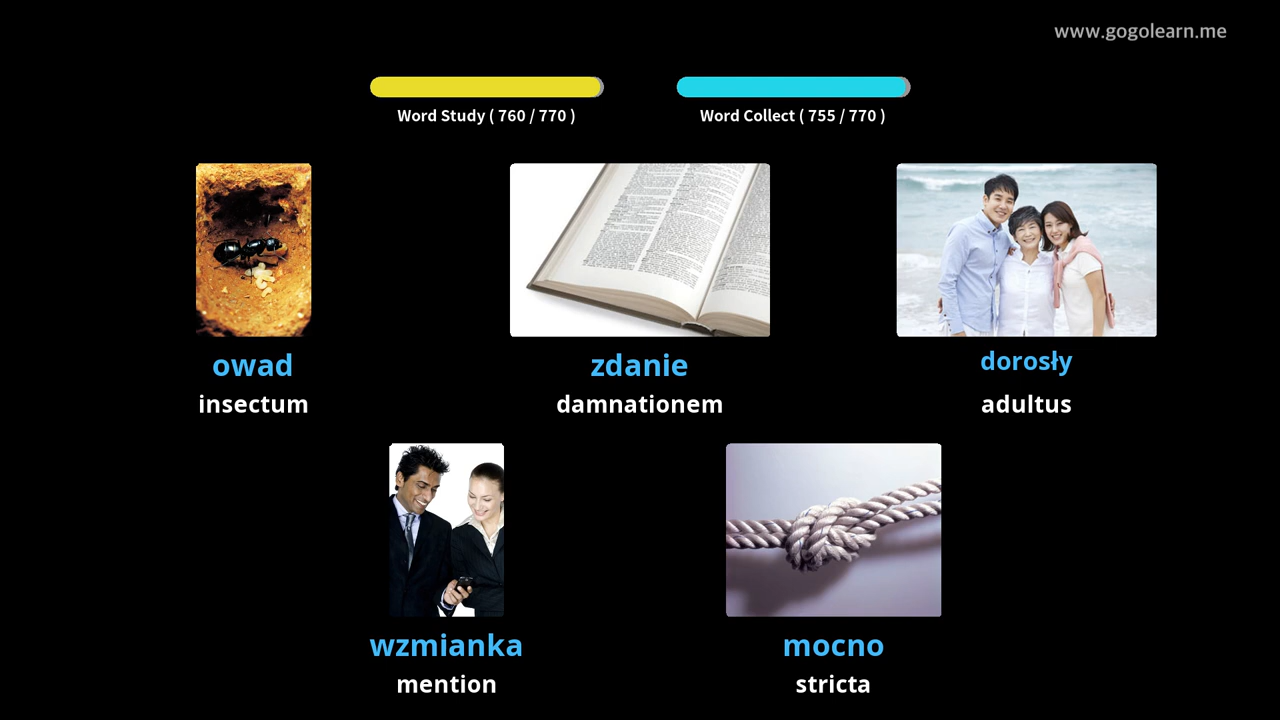 www.gogolearn.me
Word Study ( 760 / 770 )
Word Collect ( 755 / 770 )
owad
insectum
zdanie
damnationem
dorosły
adultus
wzmianka
mention
mocno
stricta